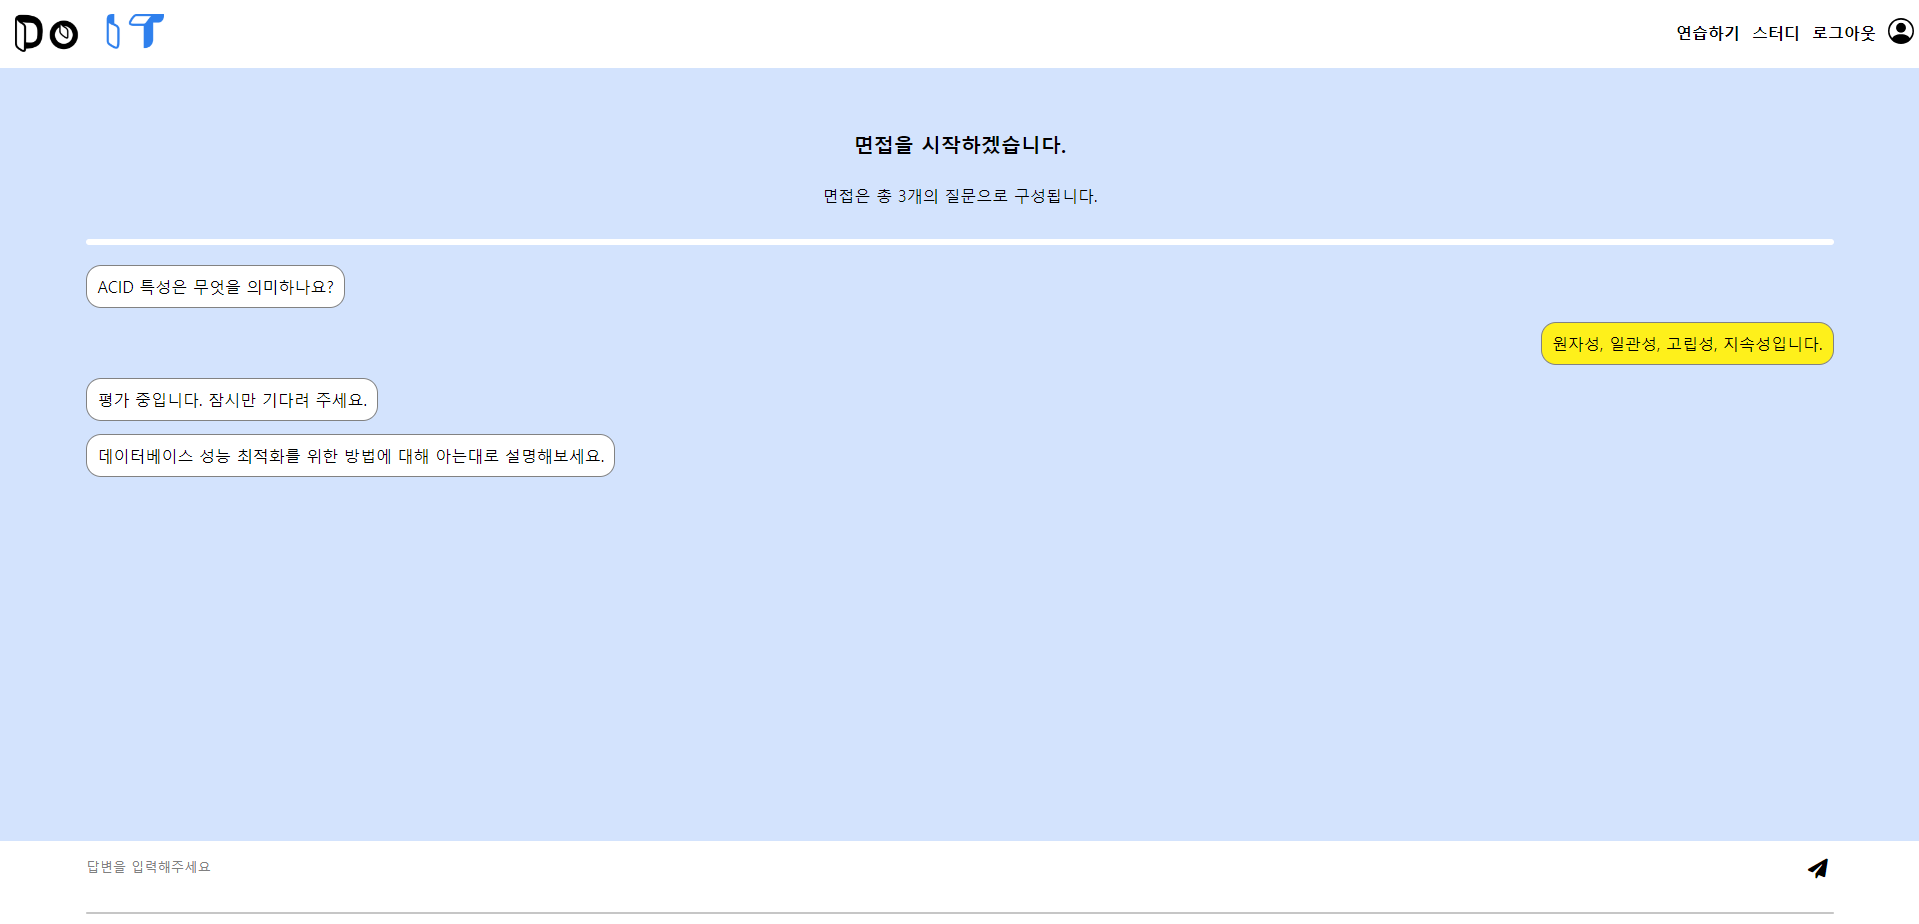 Do IT
연습하기 스터디 로그아웃
면접을 시작하겠습니다.
면접은 총 3개의 질문으로 구성됩니다.
ACID 특성은 무엇을 의미하나요?
원자성, 일관성, 고립성, 지속성입니다.
평가 중입니다. 잠시만 기다려 주세요.
데이터베이스 성능 최적화를 위한 방법에 대해 아는대로 설명해보세요.
답변을 입력해주세요